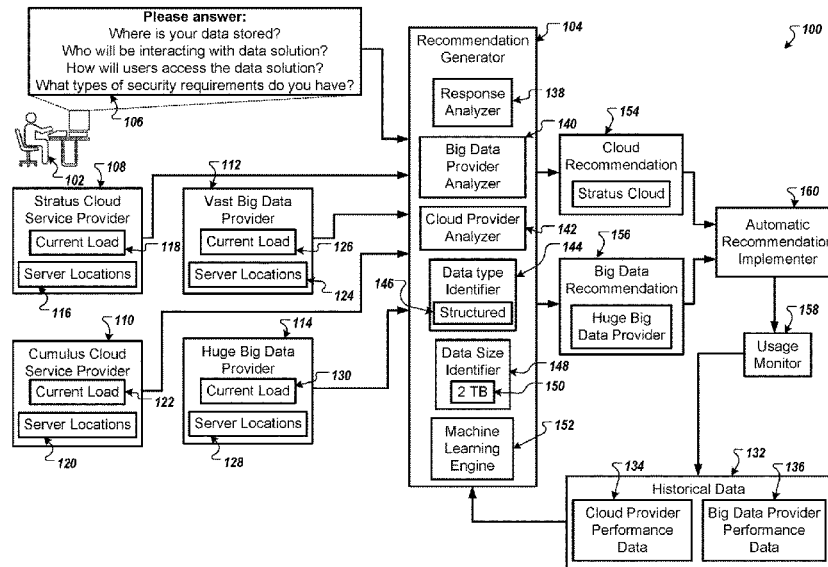 Please answer:
Where is your data stored?
Who will be interacting with data solution?
How will users access the data solution?
What types of security requirements do you have?
106
102
108
Stratus Cloud
Service Provider
Current Load
118
Server Locations
116
112
Vast Big Data
Provider
Current Load
126
Server Locations
124
110
Cumulus Cloud
Service Provider
Current Load
122
Server Locations
120
114
Huge Big Data
Provider
Current Load
130
Server Locations
128
104
Recommendation
Generator
Response
Analyzer
138
140
Big Data
Provider
Analyzer
Cloud Provider
Analyzer
142
144
146
Data type
Identifier
Structured
Data Size
Identifier
148
2 TB
150
Machine
Learning
Engine
152
154
Cloud
Recommendation
Stratus Cloud
156
Big Data
Recommendation
Huge Big
Data Provider
100
160
Automatic
Recommendation
Implementer
158
Usage
Monitor
132
Historical Data
134
Cloud Provider
Performance
Data
136
Big Data Provider
Performance
Data